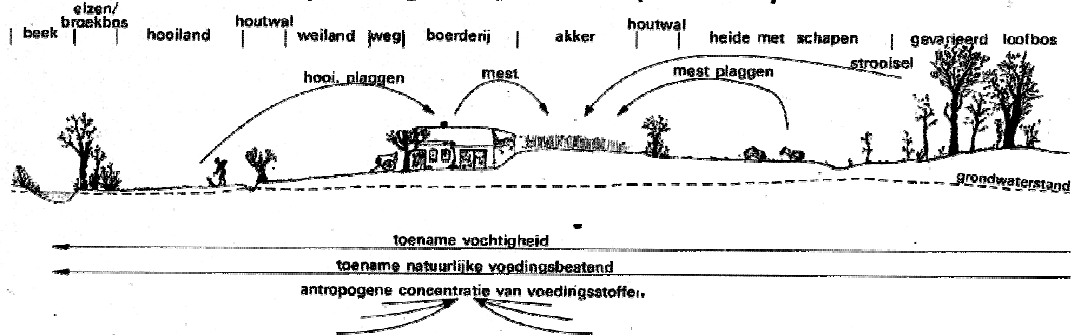 elzen/
broekbos
beek
hooiland
houtwal
weiland
weg
boerderij
akker
houtwal
heide met schapen
gevarieerd loofbos
strooisel
hooi, plaggen
mest
mest plaggen
grondwaterstand
toename vochtigheid
toename natuurlijke voedingsbestand
antropogene concentratie van voedingsstoffen.